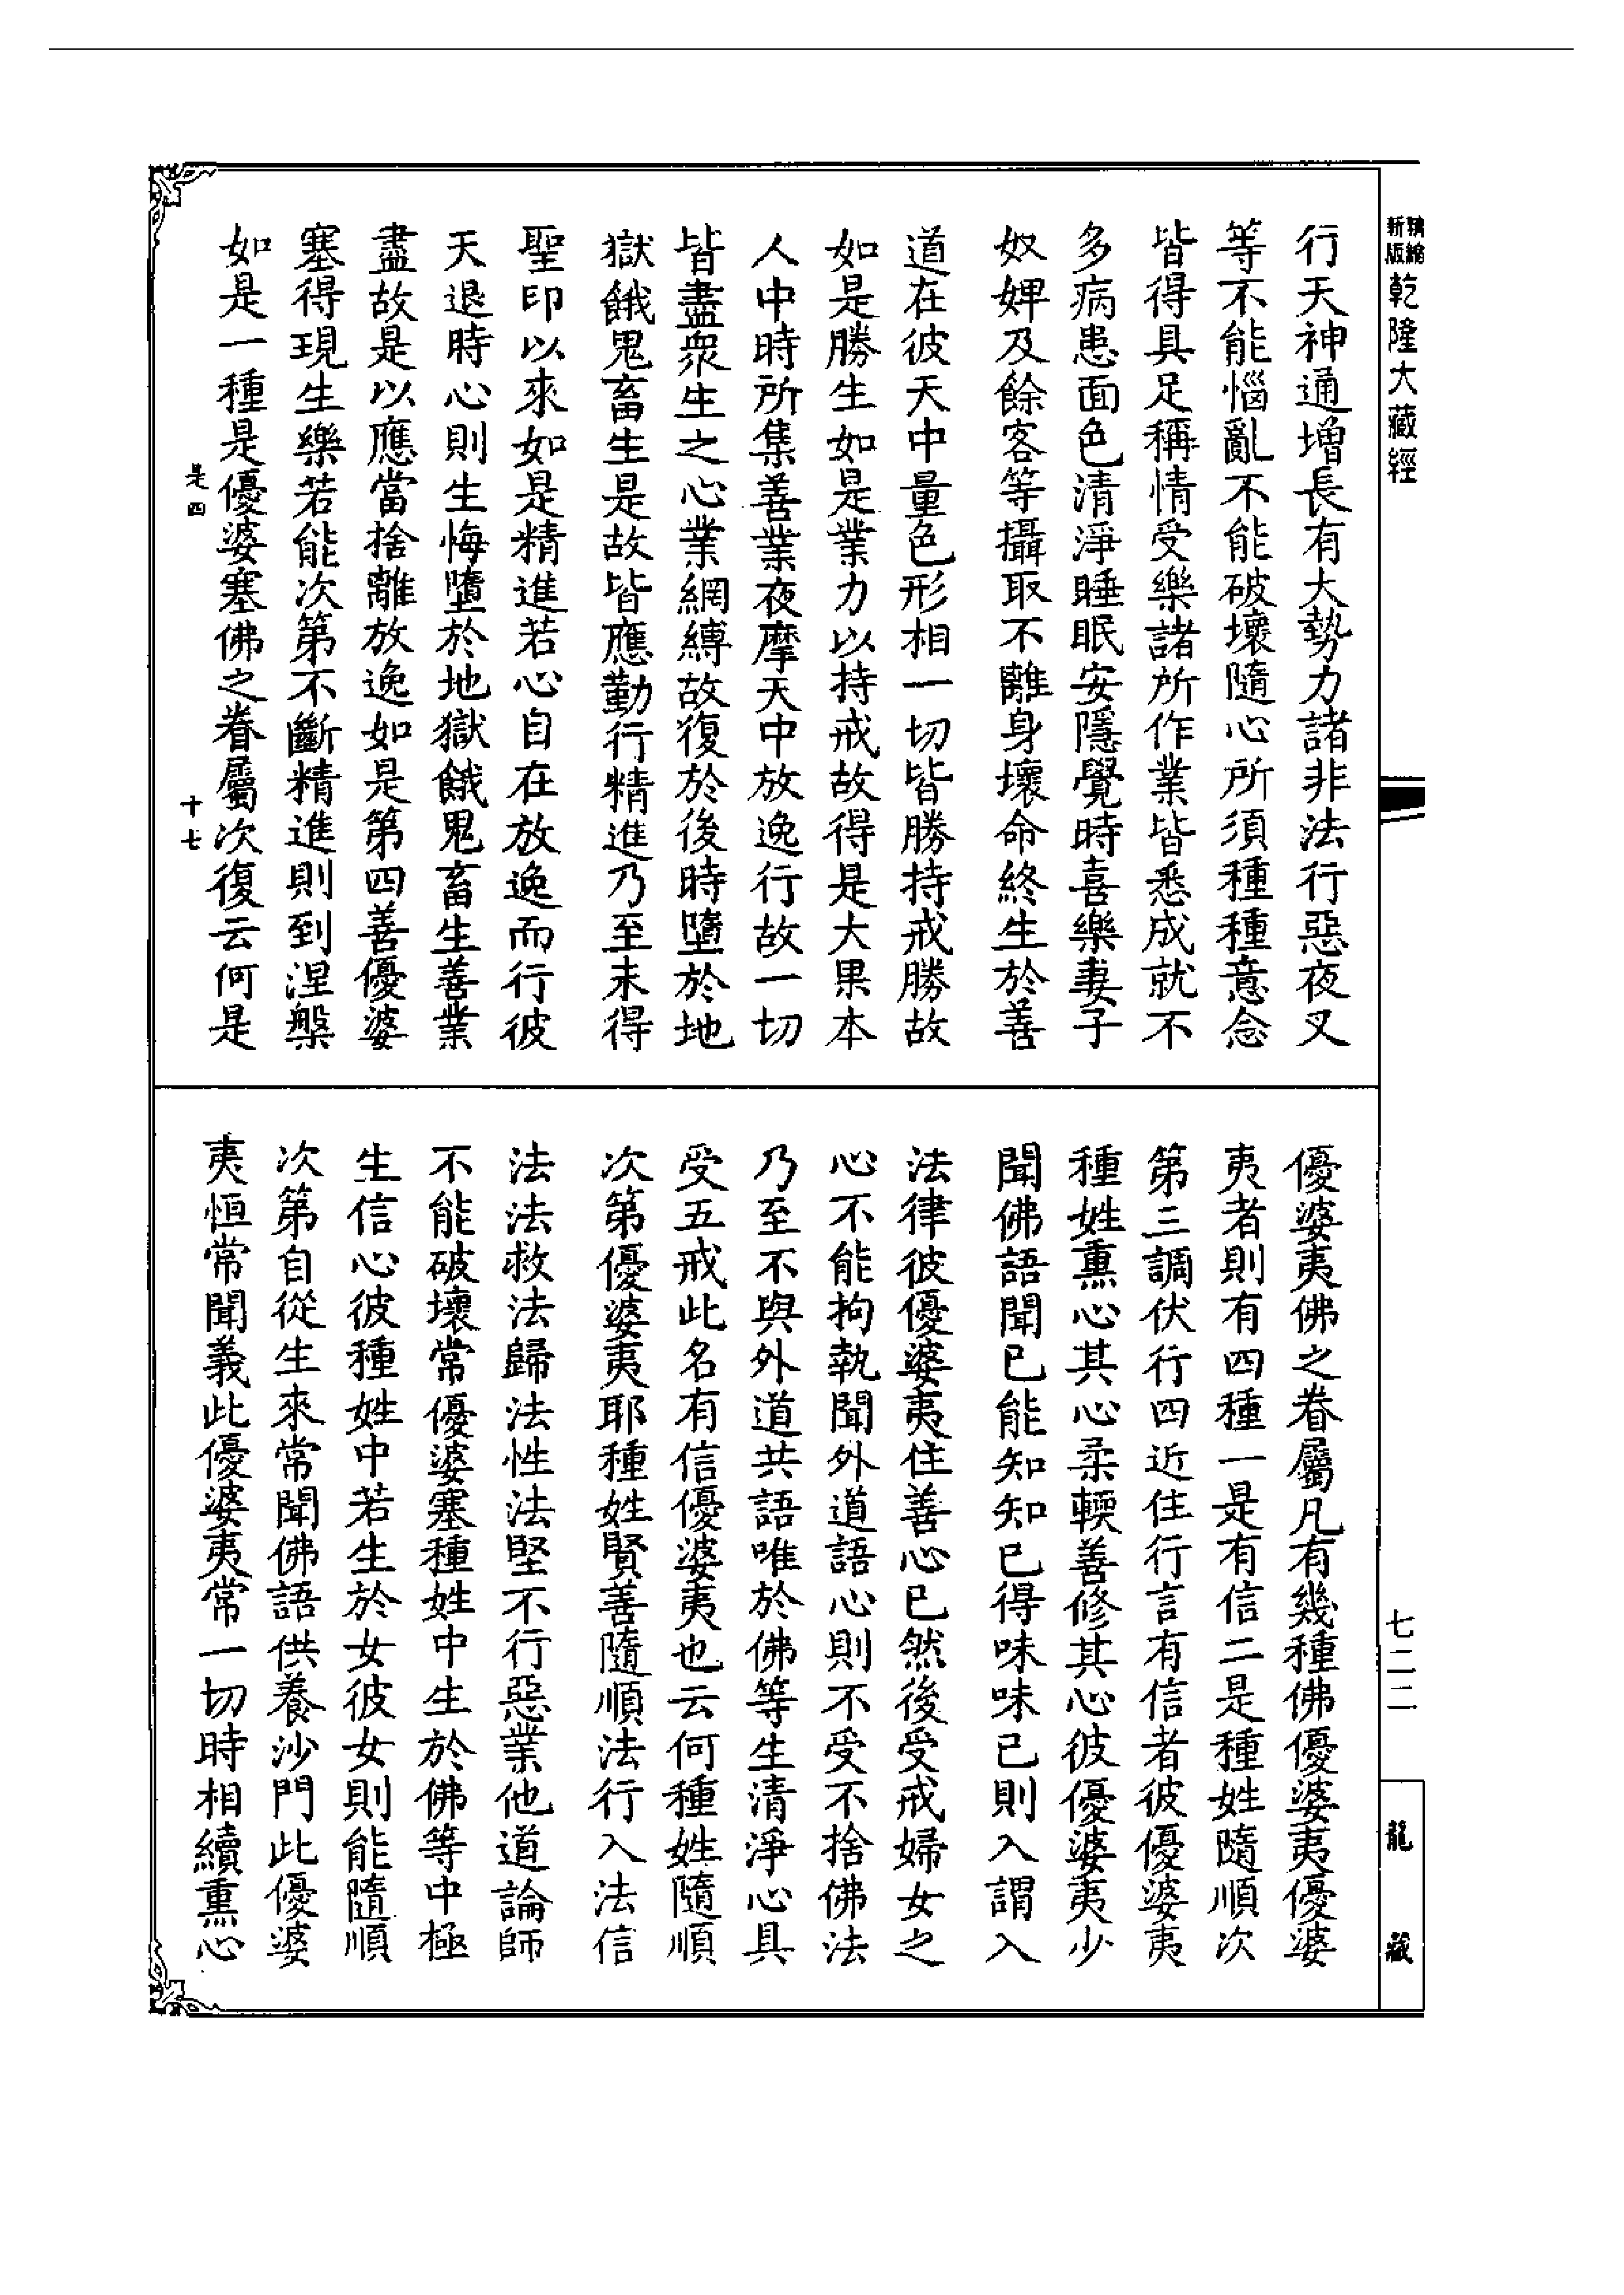 新編縮版 乾隆大藏經
行天神通增長有大勢力諸非法行惡夜叉
等不能惱亂不能破壞隨心所須種種意念
皆得具足稱情受樂諸所作業皆悉成就不
多病患面色清淨睡眠安隱覺時喜樂妻子
奴婢及餘客等攝取不離身壞命終生於善
道在彼天中量色形相一切皆勝持戒勝故
如是勝生如是業力以持戒故得是大果本
人中時所集善業夜摩天中放逸行故一切
皆盡眾生之心業網縛故復於後時墮於地
獄餓鬼畜生是故皆應勤行精進乃至未得
聖印以來如是精進若心自在放逸而行彼
天退時心則生悔墮於地獄餓鬼畜生善業
盡故是以應當捨離放逸如是第四善優婆
塞得現生樂若能次第不斷精進則到涅槃
如是一種是優婆塞佛之眷屬次復云何是
是四 十七
優婆夷佛之眷屬凡有幾種佛優婆夷優婆
夷者則有四種一是有信二是種姓隨順次
第三調伏行四近住行言有信者彼優婆夷
種姓熏心其心柔輭善修其心彼優婆夷少
聞佛語聞已能知知已得味味已則入謂入
法律彼優婆夷住善心已然後受戒婦女之
心不能拘執聞外道語心則不受不捨佛法
乃至不與外道共語唯於佛等生清淨心具
受五戒此名有信優婆夷也云何種姓隨順
次第優婆夷耶種姓賢善隨順法行入法信
法法救法歸法性法堅不行惡業他道論師
不能破壞常優婆塞種姓中生於佛等中極
生信心彼種姓中若生於女彼女則能隨順
次第自從生來常聞佛語供養沙門此優婆
夷恒常聞義此優婆夷常一切時相續熏心
七二二
龍藏